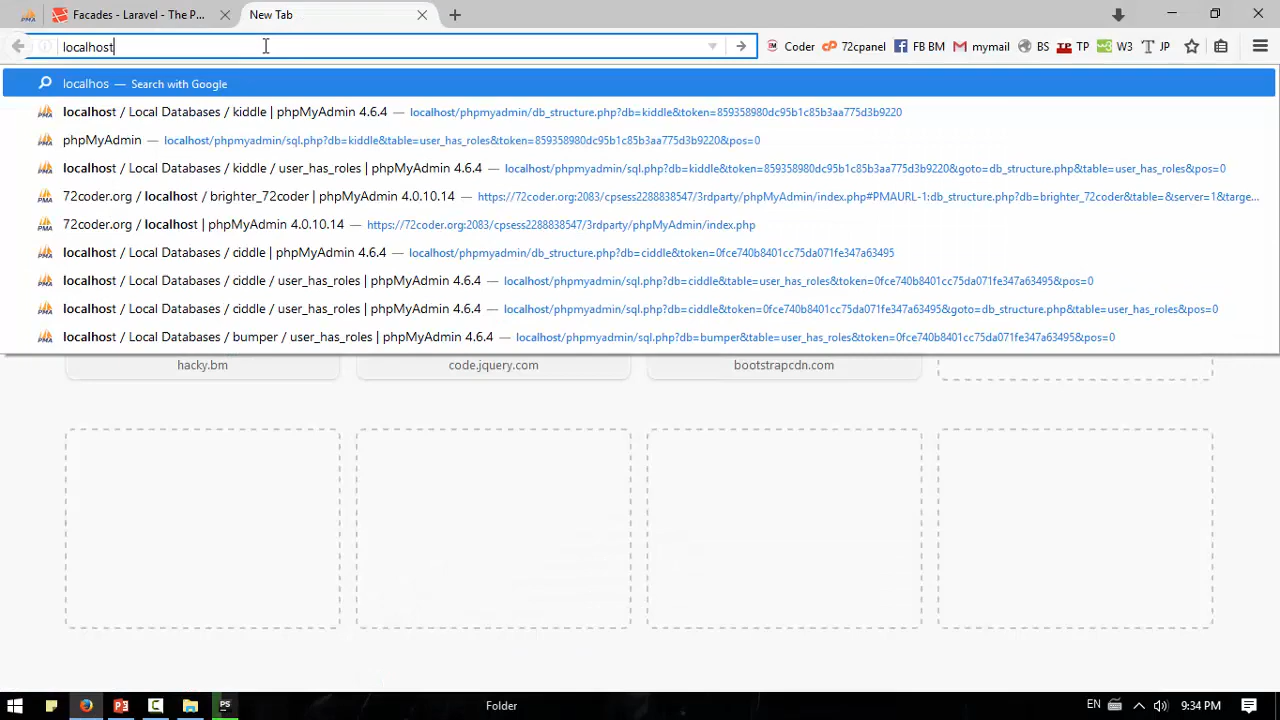 Facades - Laravel - The P...
New Tab
localhost
Coder
72cpanel
FB BM
mymail
BS
TP
W3
JP
localhos — Search with Google
localhost / Local Databases / kiddle | phpMyAdmin 4.6.4 — localhost/phpmyadmin/db_structure.php?db=kiddle&token=859358980dc95b1c85b3aa775d3b9220
phpMyAdmin — localhost/phpmyadmin/sql.php?db=kiddle&table=user_has_roles&token=859358980dc95b1c85b3aa775d3b9220&pos=0
localhost / Local Databases / kiddle / user_has_roles | phpMyAdmin 4.6.4 — localhost/phpmyadmin/sql.php?db=kiddle&token=859358980dc95b1c85b3aa775d3b9220&goto=db_structure.php&table=user_has_roles&pos=0
72coder.org / localhost / brighter_72coder | phpMyAdmin 4.0.10.14 — https://72coder.org:2083/cpsess2288838547/3rdparty/phpMyAdmin/index.php#PMAURL-1:db_structure.php?db=brighter_72coder&table=&server=1&targe...
72coder.org / localhost | phpMyAdmin 4.0.10.14 — https://72coder.org:2083/cpsess2288838547/3rdparty/phpMyAdmin/index.php
localhost / Local Databases / ciddle | phpMyAdmin 4.6.4 — localhost/phpmyadmin/db_structure.php?db=ciddle&token=0fce740b8401cc75da071fe347a63495
localhost / Local Databases / ciddle / user_has_roles | phpMyAdmin 4.6.4 — localhost/phpmyadmin/sql.php?db=ciddle&table=user_has_roles&token=0fce740b8401cc75da071fe347a63495&pos=0
localhost / Local Databases / ciddle / user_has_roles | phpMyAdmin 4.6.4 — localhost/phpmyadmin/sql.php?db=ciddle&token=0fce740b8401cc75da071fe347a63495&goto=db_structure.php&table=user_has_roles&pos=0
localhost / Local Databases / bumper / user_has_roles | phpMyAdmin 4.6.4 — localhost/phpmyadmin/sql.php?db=bumper&table=user_has_roles&token=0fce740b8401cc75da071fe347a63495&pos=0
hacky.bm
code.jquery.com
bootstrapcdn.com
Folder
EN
9:34 PM